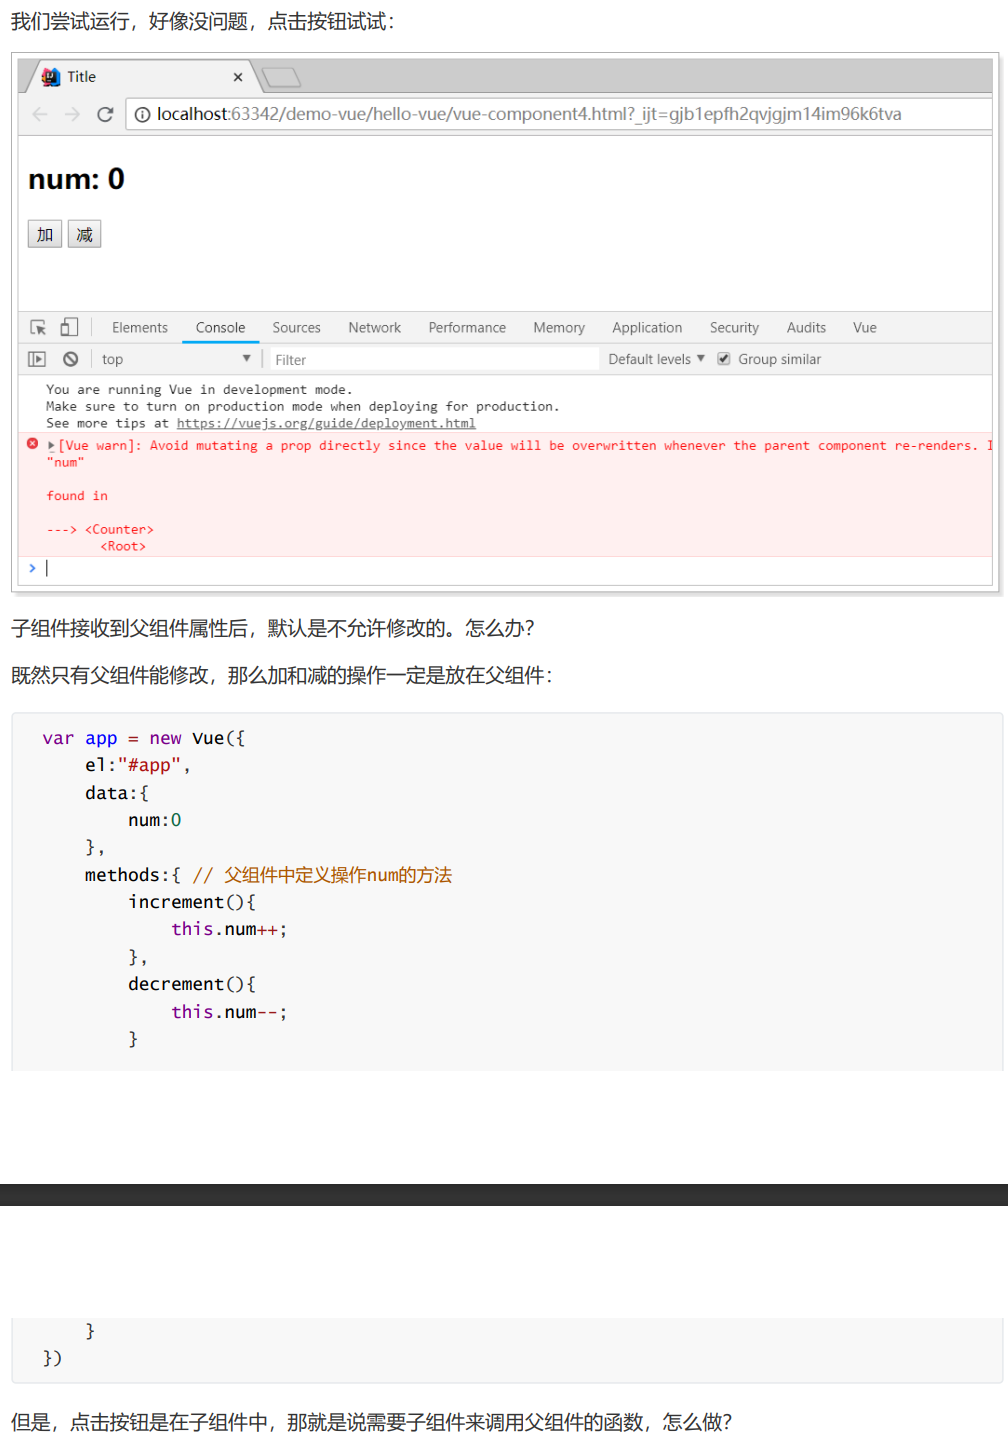 我们尝试运行，好像没问题，点击按钮试试：
Title
localhost:63342/demo-vue/hello-vue/vue-component4.html?_ijt=gjb1epfh2qvjgjm14im96k6tva
num: 0
加 减
Elements Console Sources Network Performance Memory Application Security Audits Vue
top Filter Default levels Group similar
You are running Vue in development mode.
Make sure to turn on production mode when deploying for production.
See more tips at https://vuejs.org/guide/deployment.html
[Vue warn]: Avoid mutating a prop directly since the value will be overwritten whenever the parent component re-renders.
"num"
found in
---> <Counter>
<Root>
子组件接收到父组件属性后，默认是不允许修改的。怎么办？
既然只有父组件能修改，那么加和减的操作一定是放在父组件：
var app = new Vue({
el:"#app",
data:{
num:0
},
methods:{ // 父组件中定义操作num的方法
increment(){
this.num++;
},
decrement(){
this.num--;
}
}
})
但是，点击按钮是在子组件中，那就是说需要子组件来调用父组件的函数，怎么做？